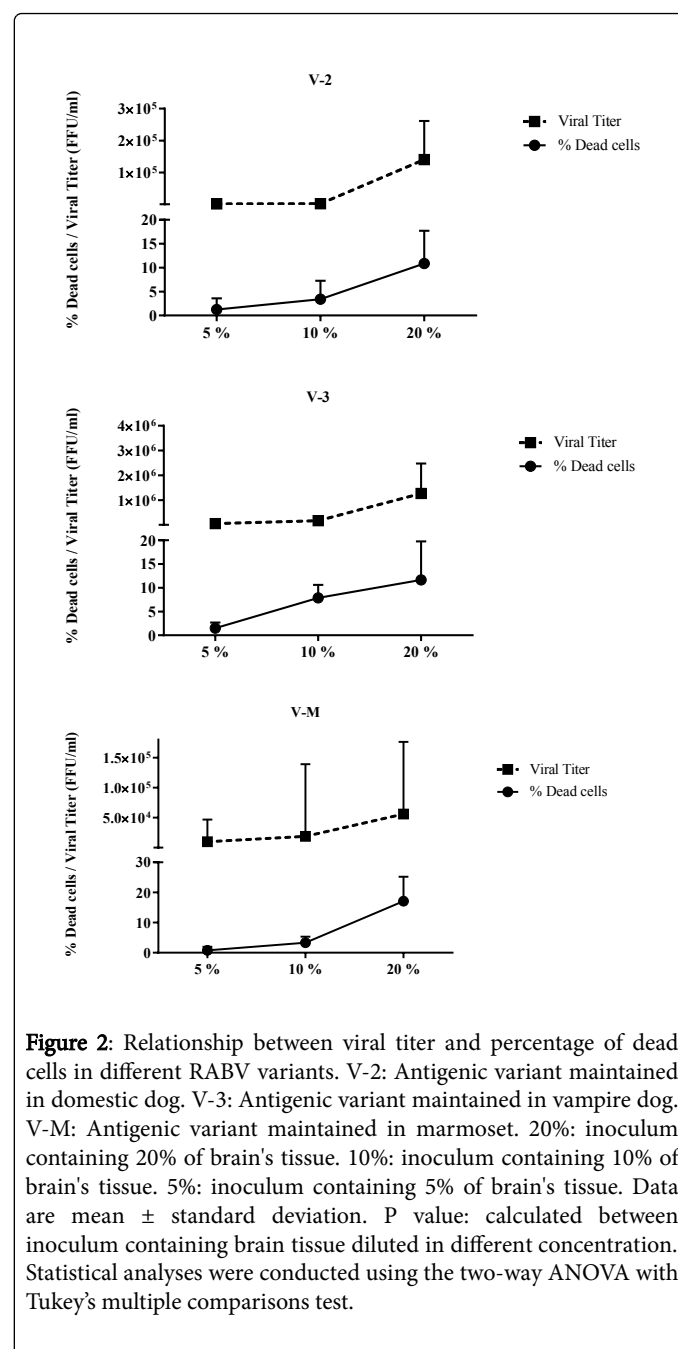 V-2
% Dead cells / Viral Titer (FFU/ml)
3×10⁵
2×10⁵
1×10⁵
20
15
10
5
0
5 %
10 %
20 %
Viral Titer
% Dead cells
V-3
% Dead cells / Viral Titer (FFU/ml)
4×10⁶
3×10⁶
2×10⁶
1×10⁶
20
15
10
5
0
5 %
10 %
20 %
Viral Titer
% Dead cells
V-M
% Dead cells / Viral Titer (FFU/ml)
1.5×10⁵
1.0×10⁵
5.0×10⁴
30
20
10
0
5 %
10 %
20 %
Viral Titer
% Dead cells
Figure 2: Relationship between viral titer and percentage of dead
cells in different RABV variants. V-2: Antigenic variant maintained
in domestic dog. V-3: Antigenic variant maintained in vampire dog.
V-M: Antigenic variant maintained in marmoset. 20%: inoculum
containing 20% of brain's tissue. 10%: inoculum containing 10% of
brain's tissue. 5%: inoculum containing 5% of brain's tissue. Data
are mean ± standard deviation. P value: calculated between
inoculum containing brain tissue diluted in different concentration.
Statistical analyses were conducted using the two-way ANOVA with
Tukey’s multiple comparisons test.